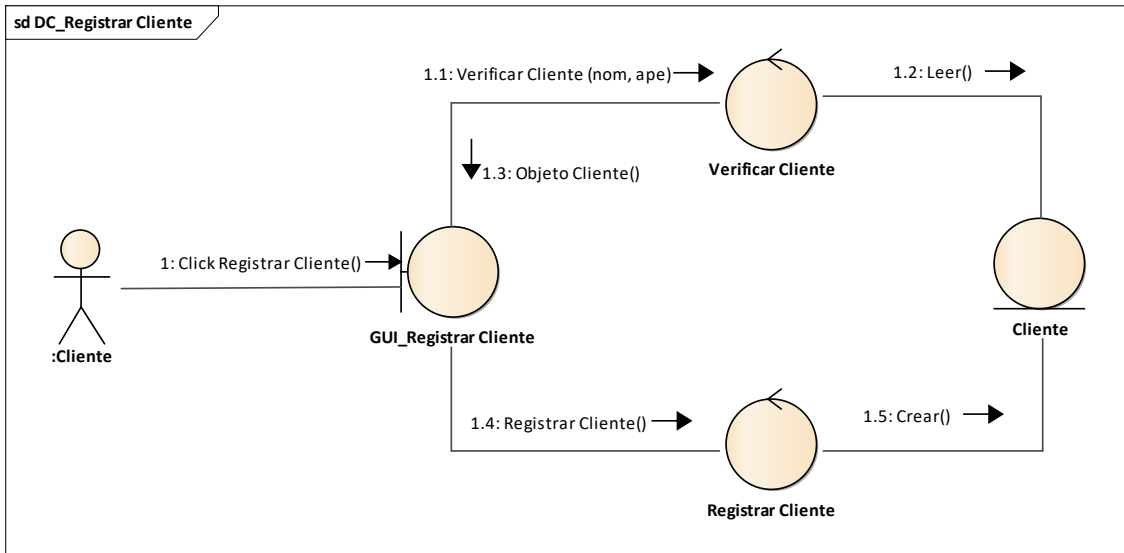 sd DC_Registrar Cliente
1.1: Verificar Cliente (nom, ape)
1.2: Leer()
Verificar Cliente
1.3: Objeto Cliente()
1: Click Registrar Cliente()
:Cliente
GUI_Registrar Cliente
Cliente
1.4: Registrar Cliente()
1.5: Crear()
Registrar Cliente